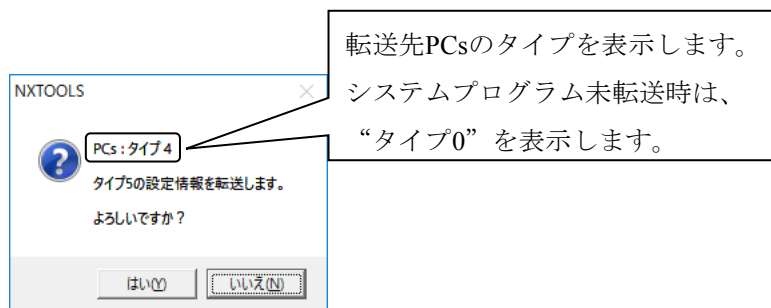 転送先PCsのタイプを表示します。
システムプログラム未転送時は、
“タイプ0”を表示します。
NXTOOLS
PCs : タイプ 4
タイプ5の設定情報を転送します。
よろしいですか？
はい(Y)
いいえ(N)